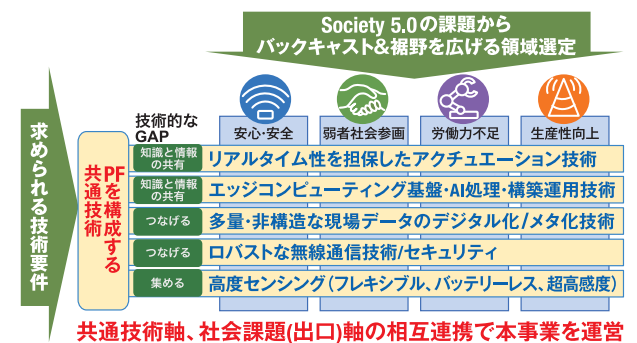 Society 5.0の課題から
バックキャスト&裾野を広げる領域選定
求められる技術要件
技術的な
GAP
安心・安全
弱者社会参画
労働力不足
生産性向上
PFを構成する
共通技術
知識と情報
の共有
リアルタイム性を担保したアクチュエーション技術
知識と情報
の共有
エッジコンピューティング基盤・AI処理・構築運用技術
つなげる
多量・非構造な現場データのデジタル化/メタ化技術
つなげる
ロバストな無線通信技術/セキュリティ
集める
高度センシング(フレキシブル、バッテリーレス、超高感度)
共通技術軸、社会課題(出口)軸の相互連携で本事業を運営